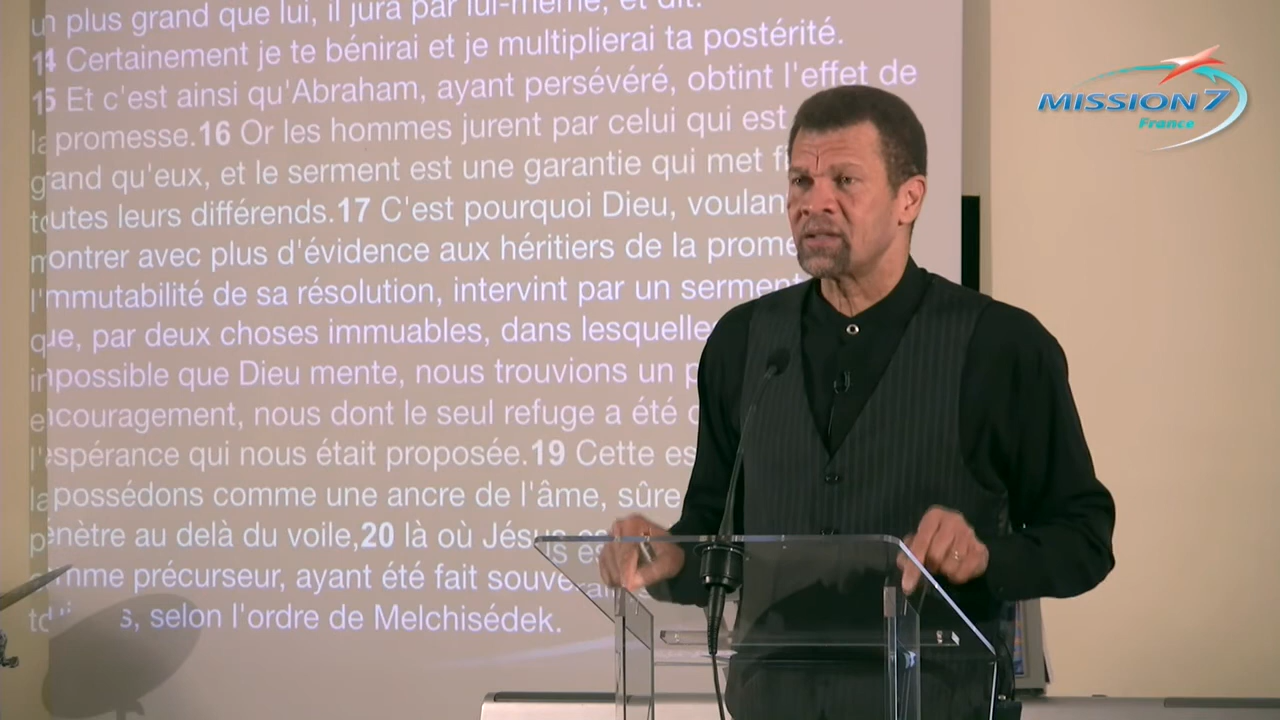 un plus grand que lui, il jura par lui-même, et dit:
14 Certainement je te bénirai et je multiplierai ta postérité.
15 Et c'est ainsi qu'Abraham, ayant persévéré, obtint l'effet de
la promesse.16 Or les hommes jurent par celui qui est
grand qu'eux, et le serment est une garantie qui met
toutes leurs différends.17 C'est pourquoi Dieu,
montrer avec plus d'évidence aux héritiers de la
l'immutabilité de sa résolution, intervint par un serment
que, par deux choses immuables, dans
impossible que Dieu mente, nous trouvions un
encouragement, nous dont le seul refuge a été
l'espérance qui nous était proposée.19 Cette
la possédons comme une ancre de l'âme, sûre
pénètre au delà du voile,20 là où Jésus
comme précurseur, ayant été fait
selon l'ordre de Melchisédek.
MISSION 7
France